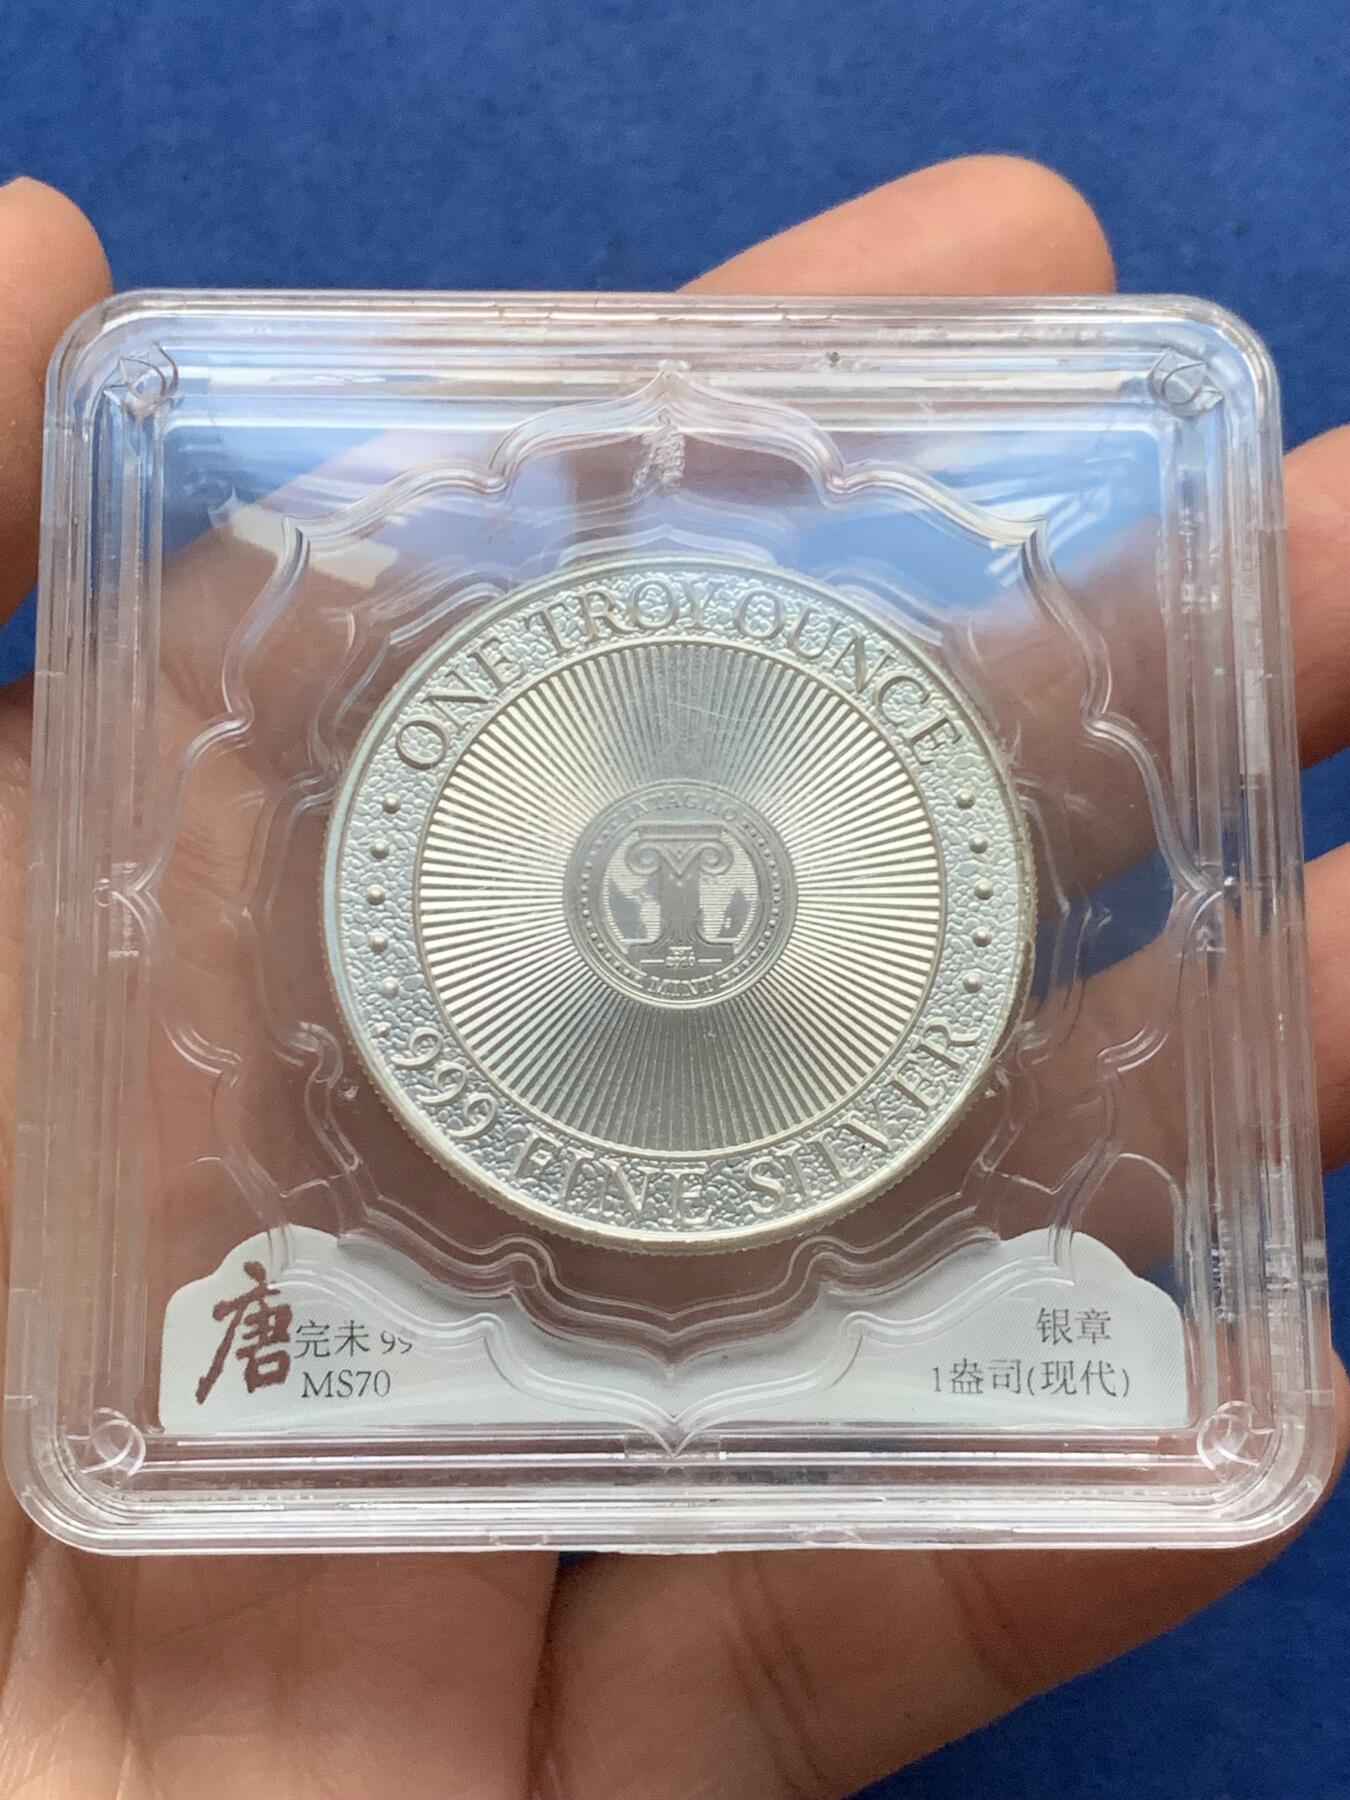 ONE TROY OUNCE
INTAGLIO
MINT
.999 FINE SILVER
唐
完未 99
MS70
银章
1盎司(现代)